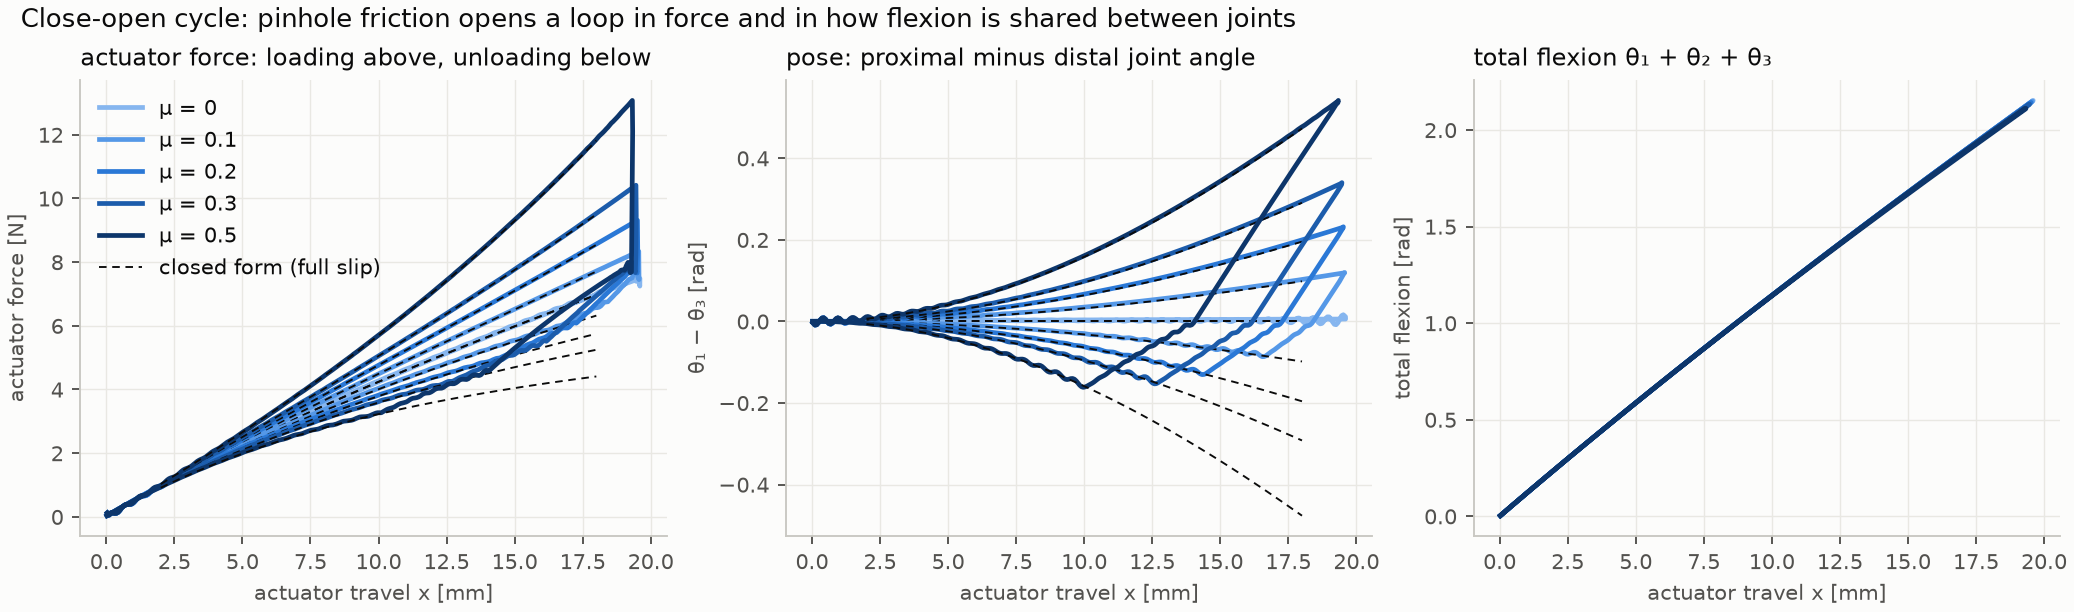 Close-open cycle: pinhole friction opens a loop in force and in how flexion is shared between joints
actuator force: loading above, unloading below
actuator force [N]
12
10
8
6
4
2
0
μ = 0
μ = 0.1
μ = 0.2
μ = 0.3
μ = 0.5
closed form (full slip)
0.0 2.5 5.0 7.5 10.0 12.5 15.0 17.5 20.0
actuator travel x [mm]
pose: proximal minus distal joint angle
θ₁ − θ₃ [rad]
0.4
0.2
0.0
−0.2
−0.4
0.0 2.5 5.0 7.5 10.0 12.5 15.0 17.5 20.0
actuator travel x [mm]
total flexion θ₁ + θ₂ + θ₃
total flexion [rad]
2.0
1.5
1.0
0.5
0.0
0.0 2.5 5.0 7.5 10.0 12.5 15.0 17.5 20.0
actuator travel x [mm]